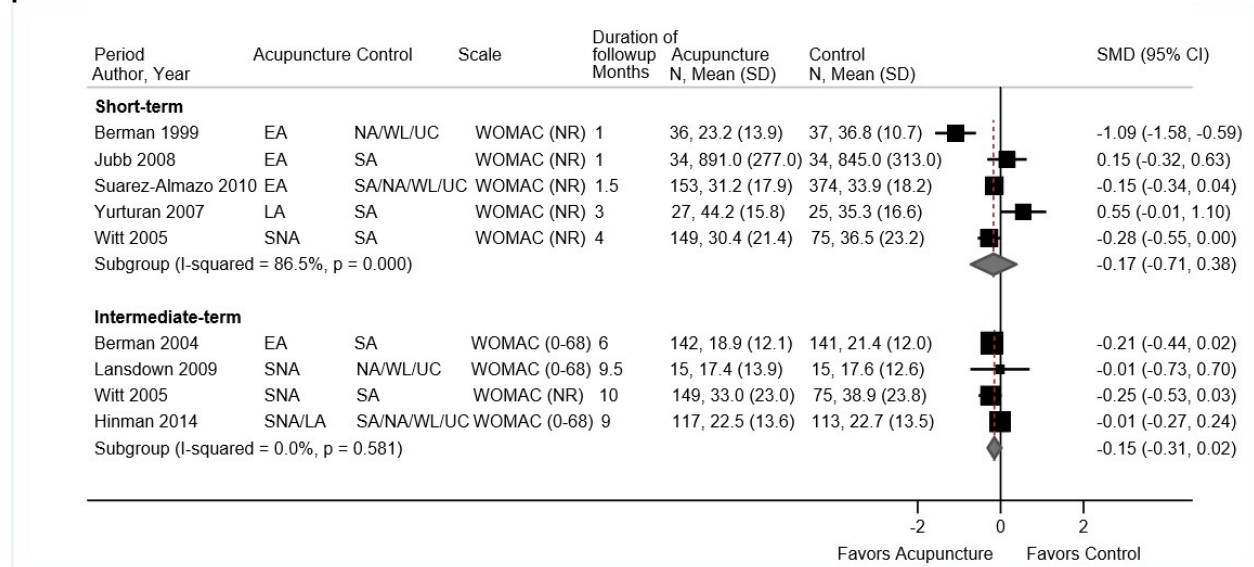 Period Author, Year Acupuncture Control Scale Duration of followup Months Acupuncture N, Mean (SD) Control N, Mean (SD) SMD (95% CI)
Short-term
Berman 1999 EA NA/WL/UC WOMAC (NR) 1 36, 23.2 (13.9) 37, 36.8 (10.7) -1.09 (-1.58, -0.59)
Jubb 2008 EA SA WOMAC (NR) 1 34, 891.0 (277.0) 34, 845.0 (313.0) 0.15 (-0.32, 0.63)
Suarez-Almazo 2010 EA SA/NA/WL/UC WOMAC (NR) 1.5 153, 31.2 (17.9) 374, 33.9 (18.2) -0.15 (-0.34, 0.04)
Yurturan 2007 LA SA WOMAC (NR) 3 27, 44.2 (15.8) 25, 35.3 (16.6) 0.55 (-0.01, 1.10)
Witt 2005 SNA SA WOMAC (NR) 4 149, 30.4 (21.4) 75, 36.5 (23.2) -0.28 (-0.55, 0.00)
Subgroup (I-squared = 86.5%, p = 0.000) -0.17 (-0.71, 0.38)
Intermediate-term
Berman 2004 EA SA WOMAC (0-68) 6 142, 18.9 (12.1) 141, 21.4 (12.0) -0.21 (-0.44, 0.02)
Lansdown 2009 SNA NA/WL/UC WOMAC (0-68) 9.5 15, 17.4 (13.9) 15, 17.6 (12.6) -0.01 (-0.73, 0.70)
Witt 2005 SNA SA WOMAC (NR) 10 149, 33.0 (23.0) 75, 38.9 (23.8) -0.25 (-0.53, 0.03)
Hinman 2014 SNA/LA SA/NA/WL/UC WOMAC (0-68) 9 117, 22.5 (13.6) 113, 22.7 (13.5) -0.01 (-0.27, 0.24)
Subgroup (I-squared = 0.0%, p = 0.581) -0.15 (-0.31, 0.02)
-2 0 2
Favors Acupuncture Favors Control